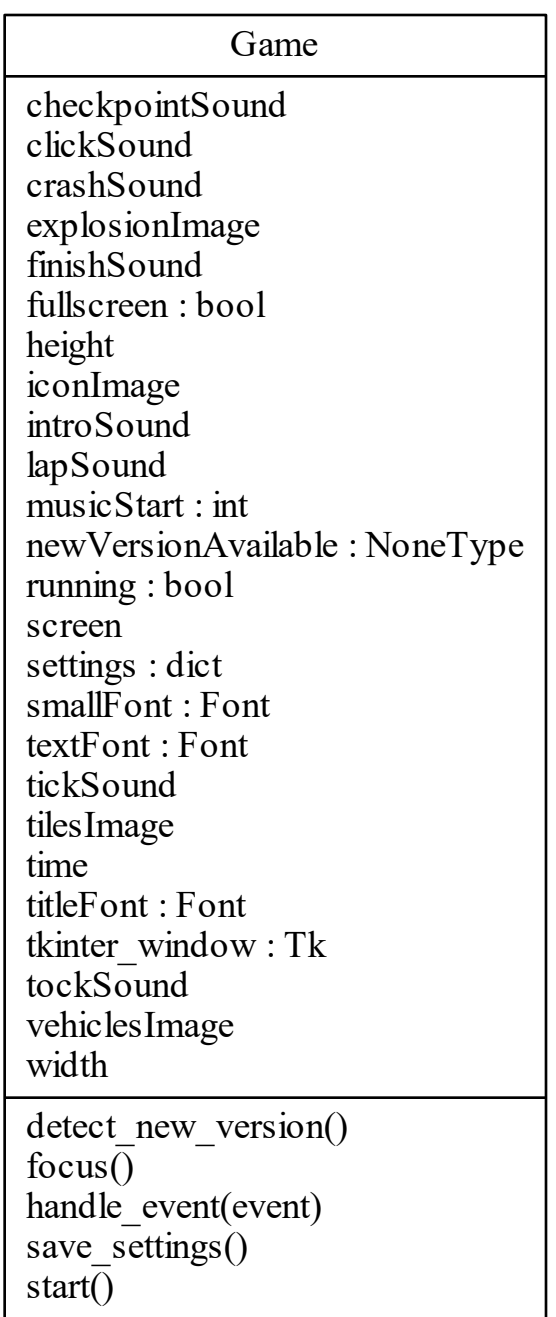 Game
checkpointSound
clickSound
crashSound
explosionImage
finishSound
fullscreen : bool
height
iconImage
introSound
lapSound
musicStart : int
newVersionAvailable : NoneType
running : bool
screen
settings : dict
smallFont : Font
textFont : Font
tickSound
tilesImage
time
titleFont : Font
tkinter_window : Tk
tockSound
vehiclesImage
width
detect_new_version()
focus()
handle_event(event)
save_settings()
start()